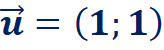 u⃗ = (1; 1)